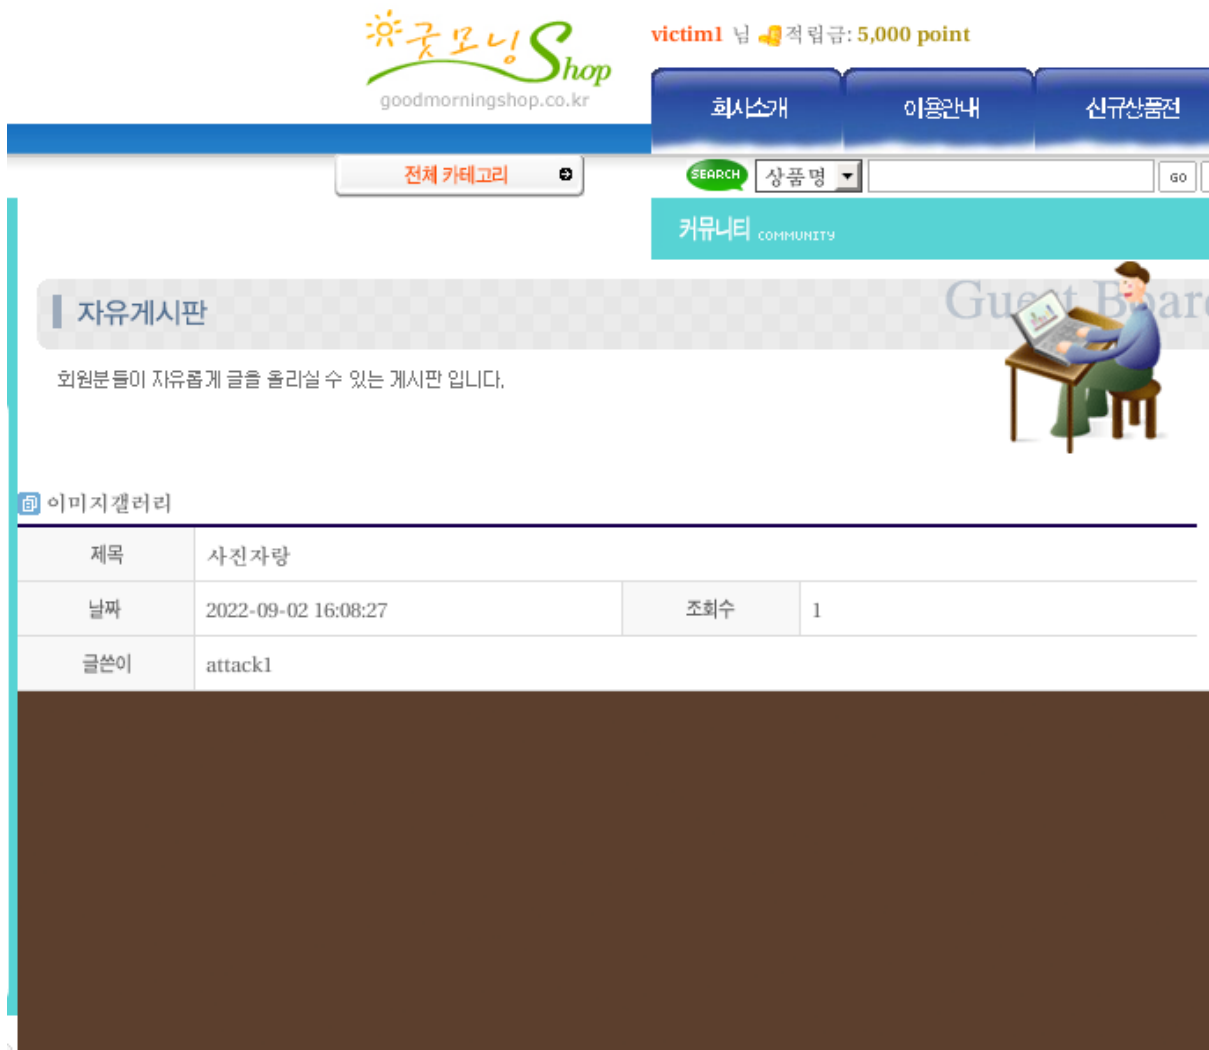 굿모닝Shop
goodmorningshop.co.kr
victim1 님 적립금: 5,000 point
회사소개 이용안내 신규상품전
전체 카테고리
SEARCH 상품명 GO
커뮤니티 COMMUNITY
자유게시판
Guest Board
회원분들이 자유롭게 글을 올리실 수 있는 게시판 입니다.
이미지갤러리
제목 사진자랑
날짜 2022-09-02 16:08:27 조회수 1
글쓴이 attack1